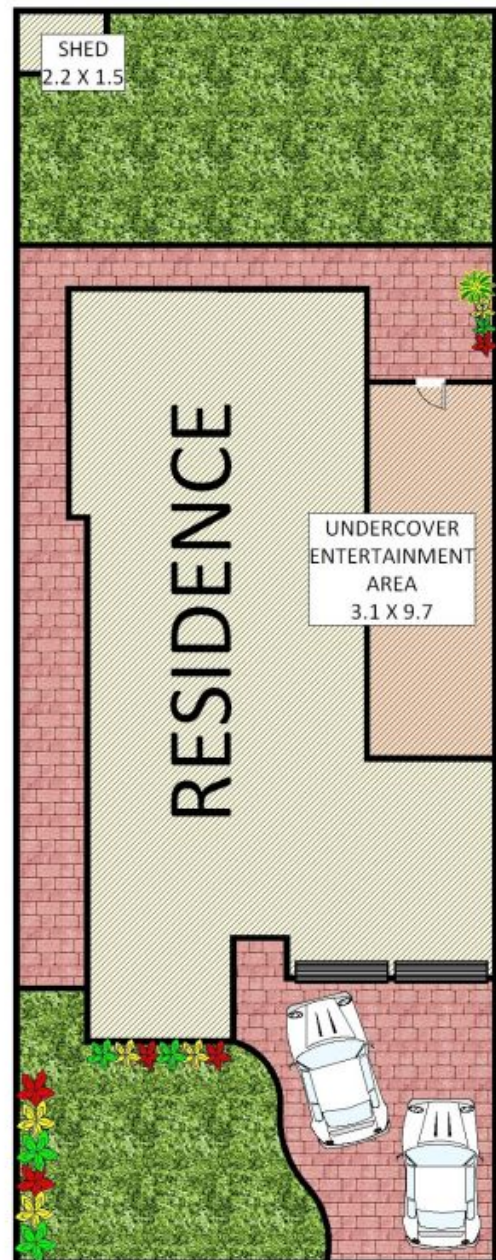 SHED
2.2 X 1.5
UNDERCOVER
ENTERTAINMENT
AREA
3.1 X 9.7
RESIDENCE